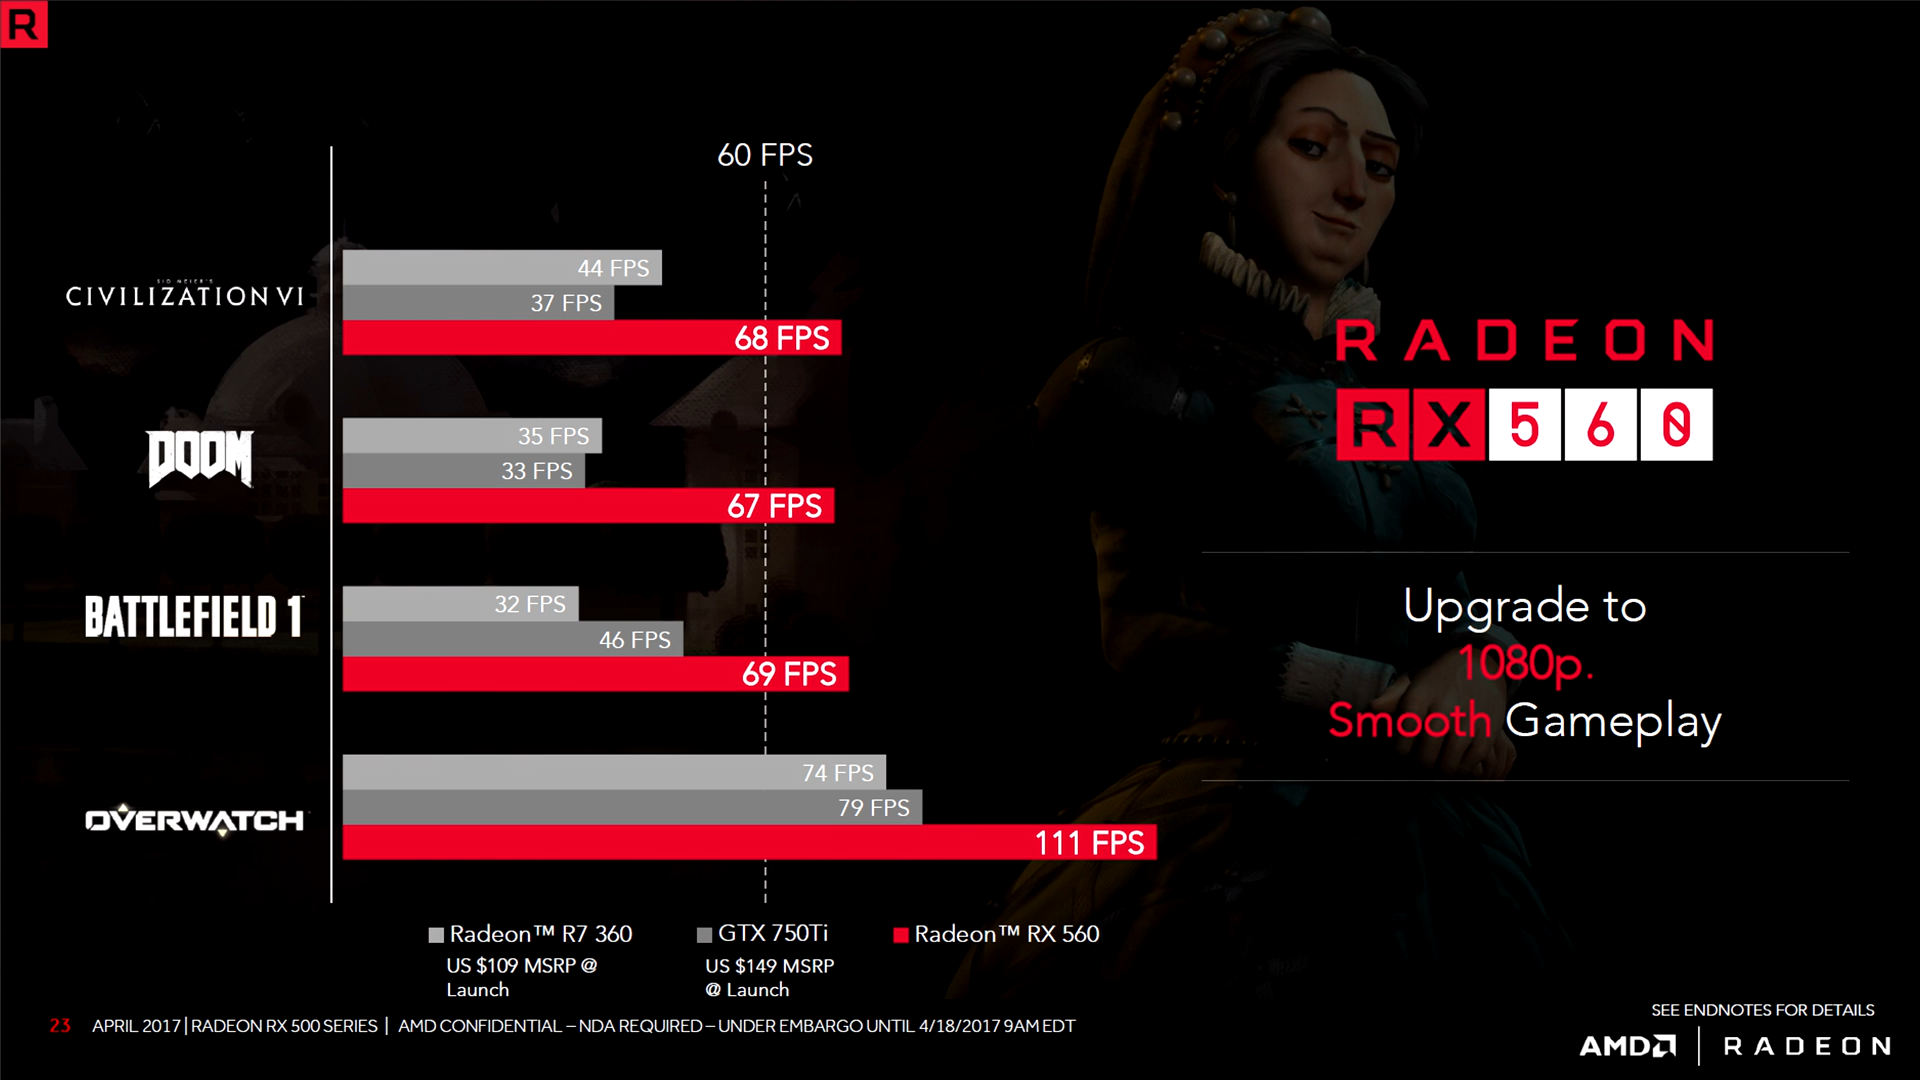 R
60 FPS
SID MEIER'S
CIVILIZATION VI
44 FPS
37 FPS
68 FPS
DOOM
35 FPS
33 FPS
67 FPS
BATTLEFIELD 1
32 FPS
46 FPS
69 FPS
OVERWATCH
74 FPS
79 FPS
111 FPS
Radeon™ R7 360
US $109 MSRP @
Launch
GTX 750Ti
US $149 MSRP
@ Launch
Radeon™ RX 560
RADEON
RX 560
Upgrade to
1080p.
Smooth Gameplay
23 APRIL 2017 | RADEON RX 500 SERIES | AMD CONFIDENTIAL – NDA REQUIRED – UNDER EMBARGO UNTIL 4/18/2017 9AM EDT
SEE ENDNOTES FOR DETAILS
AMD | RADEON